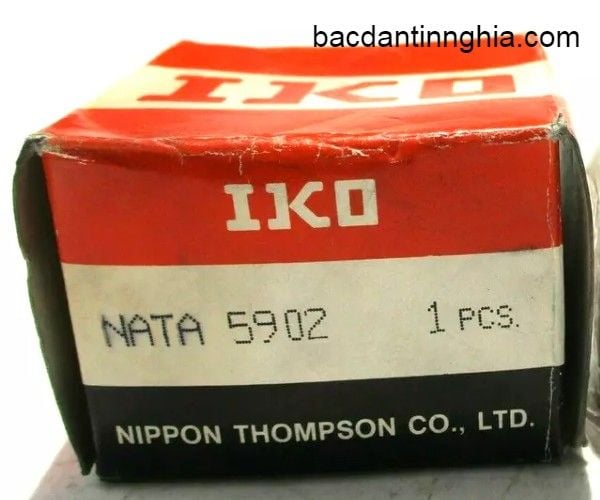 bacdantinnghia.com
IKO
IKO
NATA 5902 1 PCS.
NIPPON THOMPSON CO., LTD.